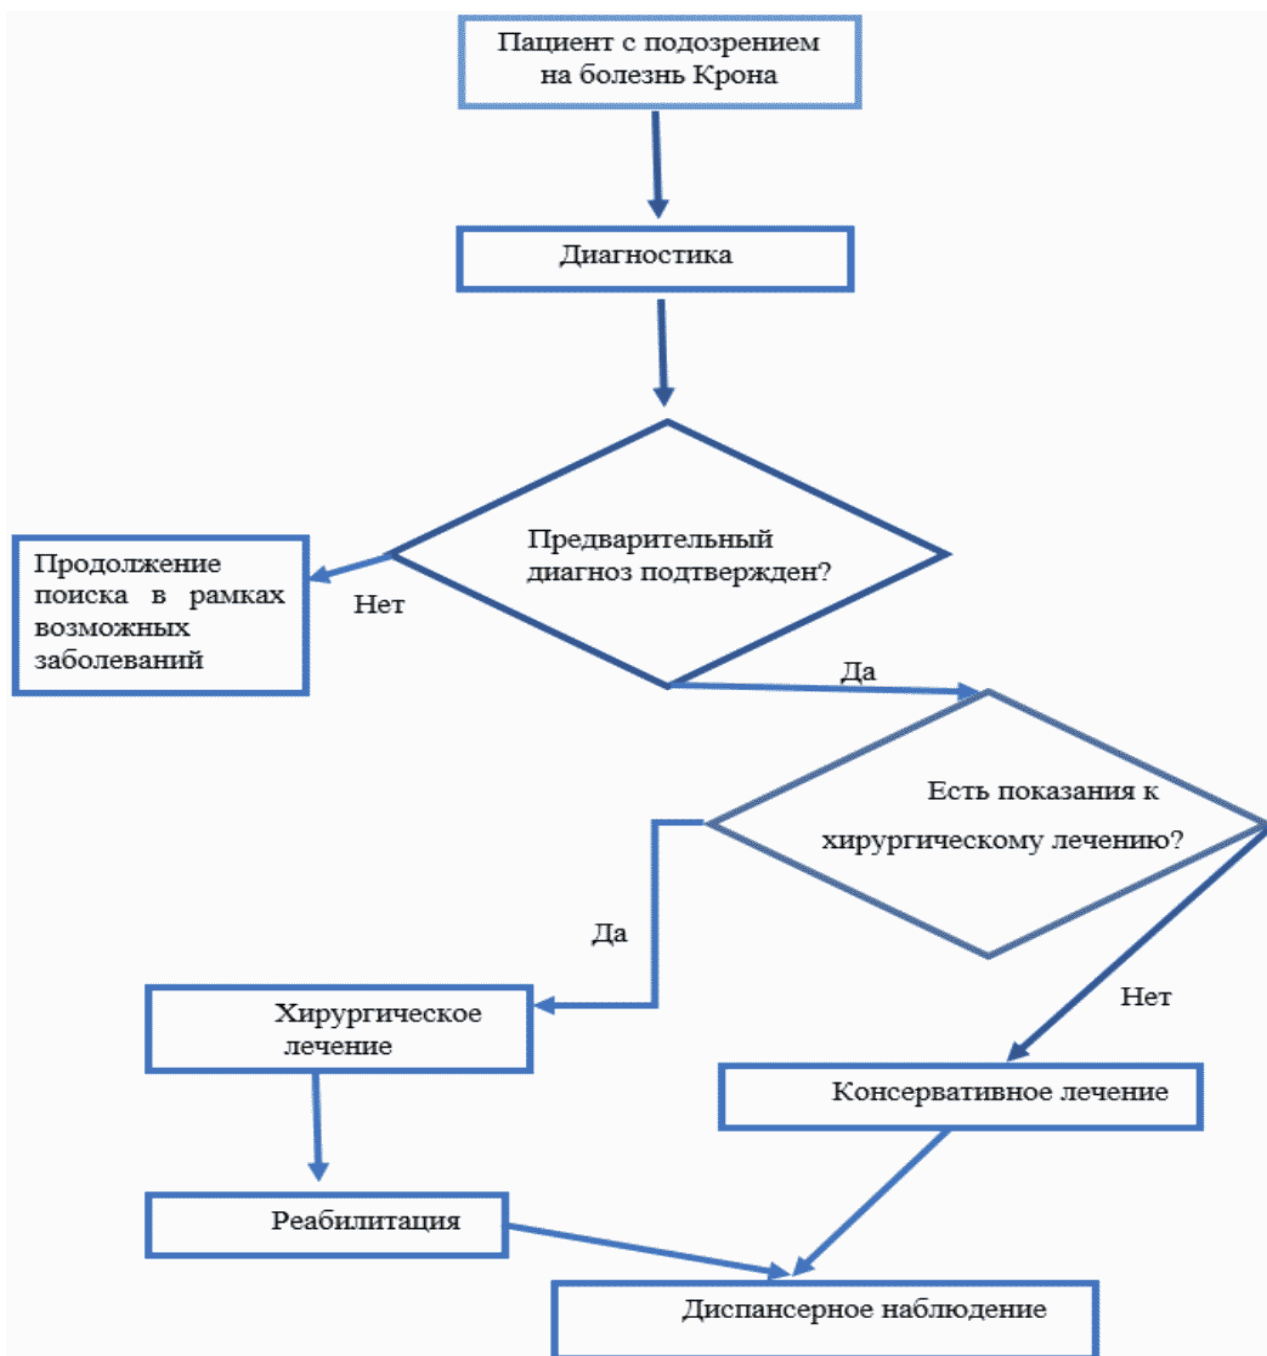 Пациент с подозрением
на болезнь Крона
Диагностика
Предварительный
диагноз подтвержден?
Продолжение
поиска в рамках
возможных
заболеваний
Нет
Да
Есть показания к
хирургическому лечению?
Да
Нет
Хирургическое
лечение
Консервативное лечение
Реабилитация
Диспансерное наблюдение